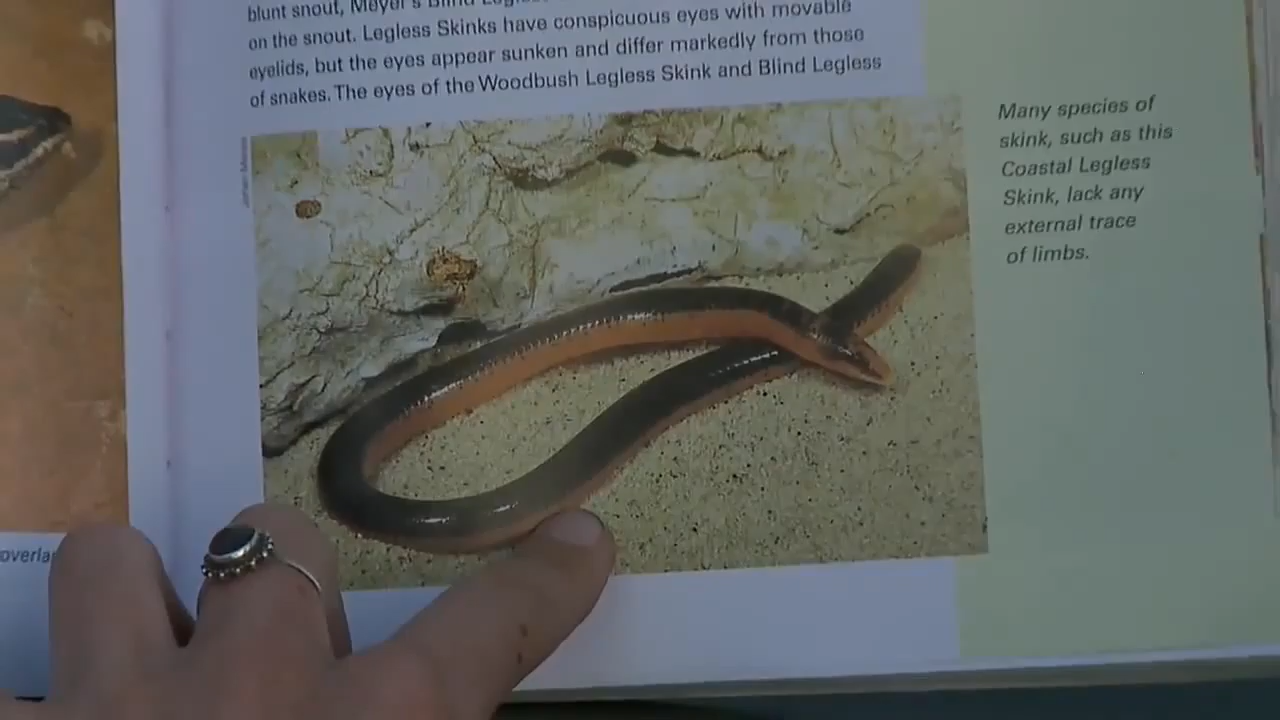 blunt snout, Meyer's Blind
on the snout. Legless Skinks have conspicuous eyes with movable
eyelids, but the eyes appear sunken and differ markedly from those
of snakes. The eyes of the Woodbush Legless Skink and Blind Legless
Many species of
skink, such as this
Coastal Legless
Skink, lack any
external trace
of limbs.